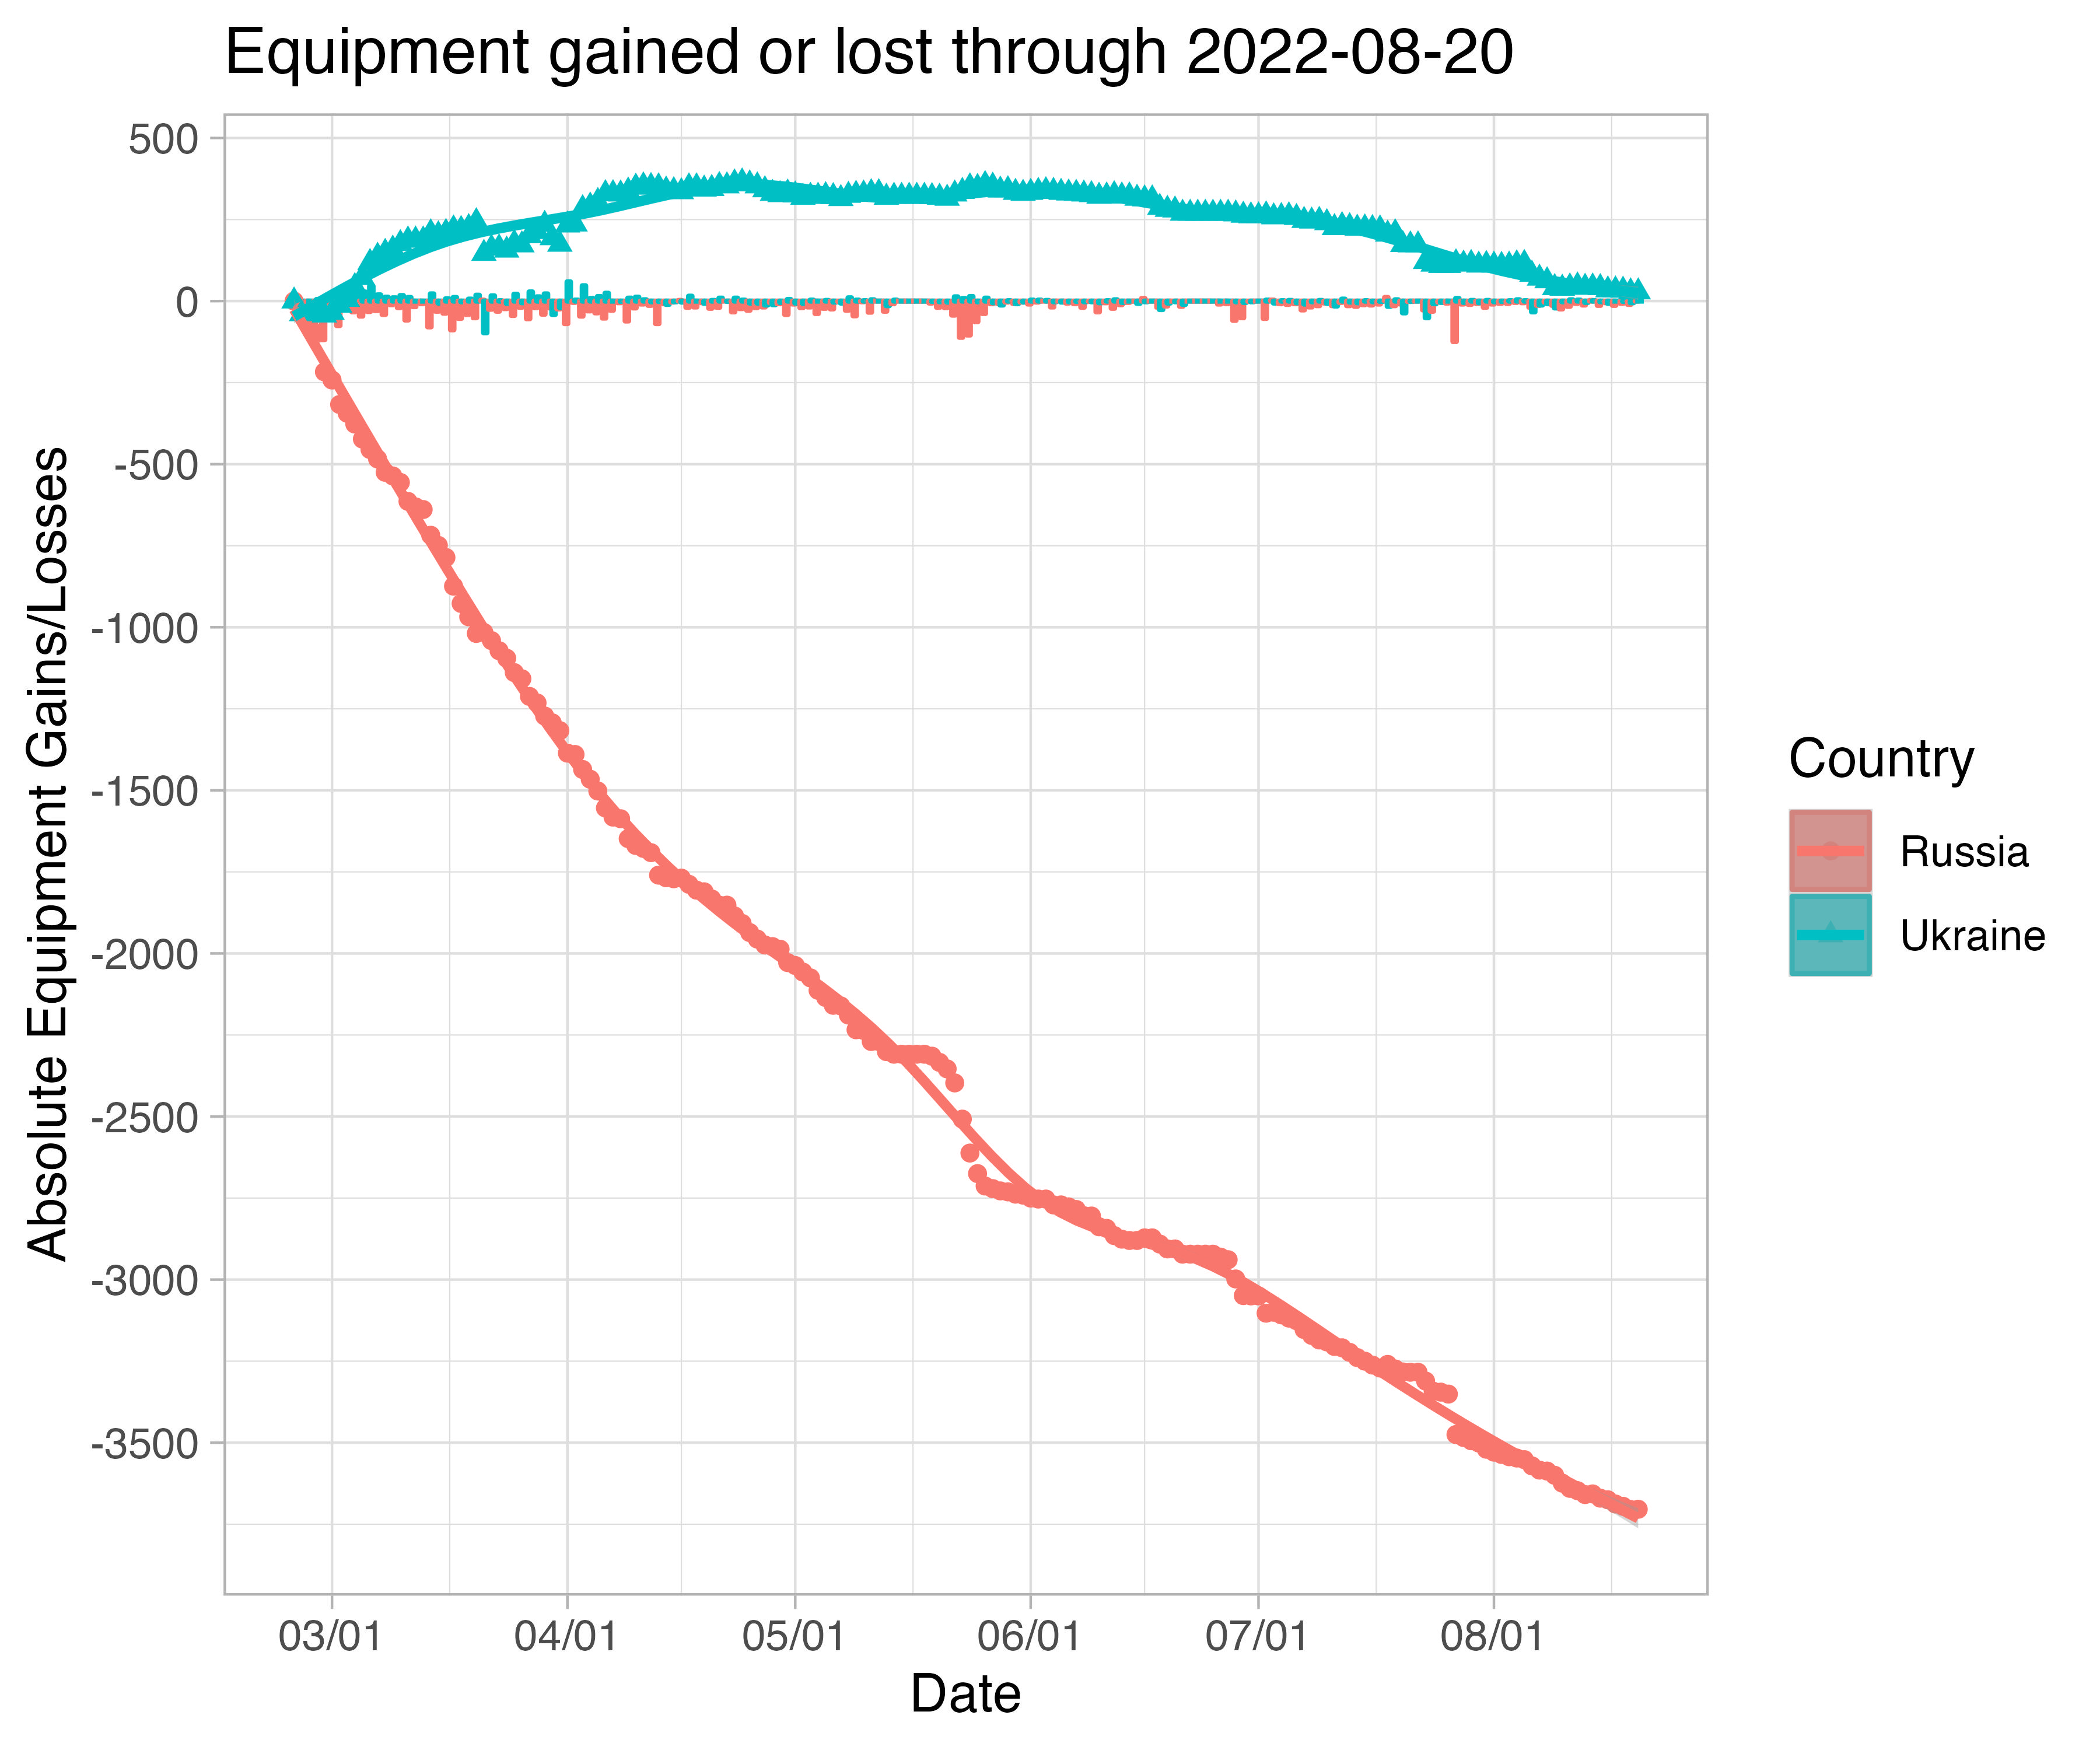 Equipment gained or lost through 2022-08-20
Absolute Equipment Gains/Losses
500
0
-500
-1000
-1500
-2000
-2500
-3000
-3500
03/01
04/01
05/01
06/01
07/01
08/01
Date
Country
Russia
Ukraine